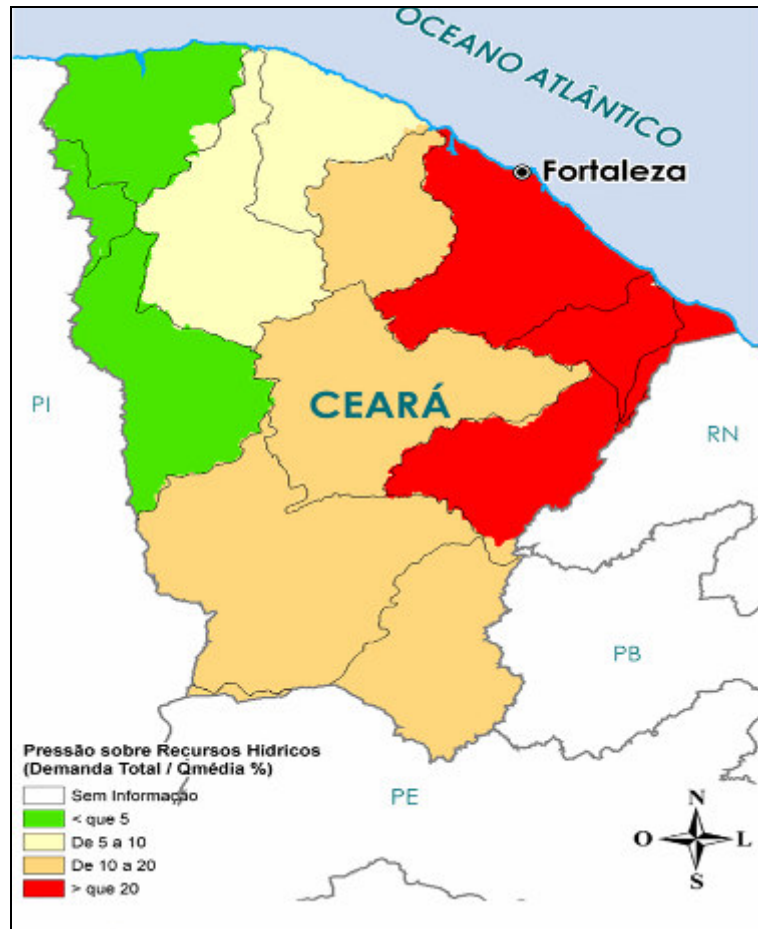 OCEANO ATLÂNTICO
Fortaleza
CEARÁ
PI
RN
PB
PE
Pressão sobre Recursos Hídricos
(Demanda Total / Qmédia %)
Sem Informação
< que 5
De 5 a 10
De 10 a 20
> que 20
N
O
L
S